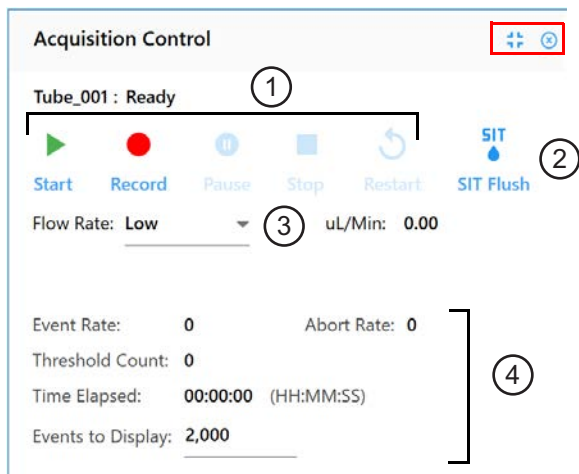 Acquisition Control
Tube_001 : Ready
1
SIT
2
Start Record Pause Stop Restart SIT Flush
Flow Rate: Low 3 uL/Min: 0.00
Event Rate: 0 Abort Rate: 0
Threshold Count: 0
4
Time Elapsed: 00:00:00 (HH:MM:SS)
Events to Display: 2,000